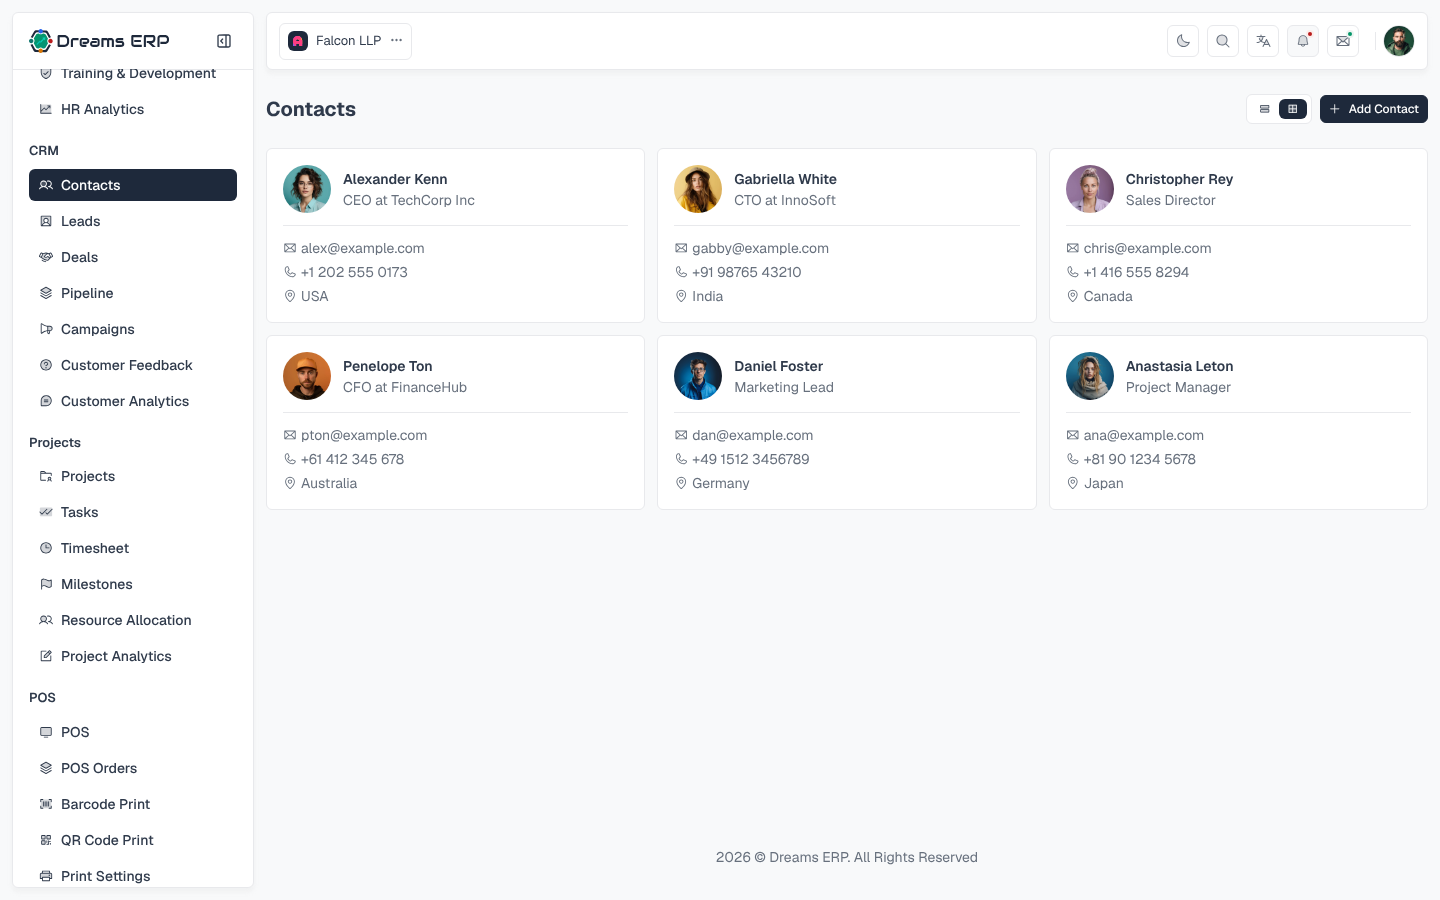 Dreams ERP
Training & Development
HR Analytics
CRM
Contacts
Leads
Deals
Pipeline
Campaigns
Customer Feedback
Customer Analytics
Projects
Projects
Tasks
Timesheet
Milestones
Resource Allocation
Project Analytics
POS
POS
POS Orders
Barcode Print
QR Code Print
Print Settings
Falcon LLP
Contacts
Add Contact
Alexander Kenn
CEO at TechCorp Inc
alex@example.com
+1 202 555 0173
USA
Gabriella White
CTO at InnoSoft
gabby@example.com
+91 98765 43210
India
Christopher Rey
Sales Director
chris@example.com
+1 416 555 8294
Canada
Penelope Ton
CFO at FinanceHub
pton@example.com
+61 412 345 678
Australia
Daniel Foster
Marketing Lead
dan@example.com
+49 1512 3456789
Germany
Anastasia Leton
Project Manager
ana@example.com
+81 90 1234 5678
Japan
2026 © Dreams ERP. All Rights Reserved